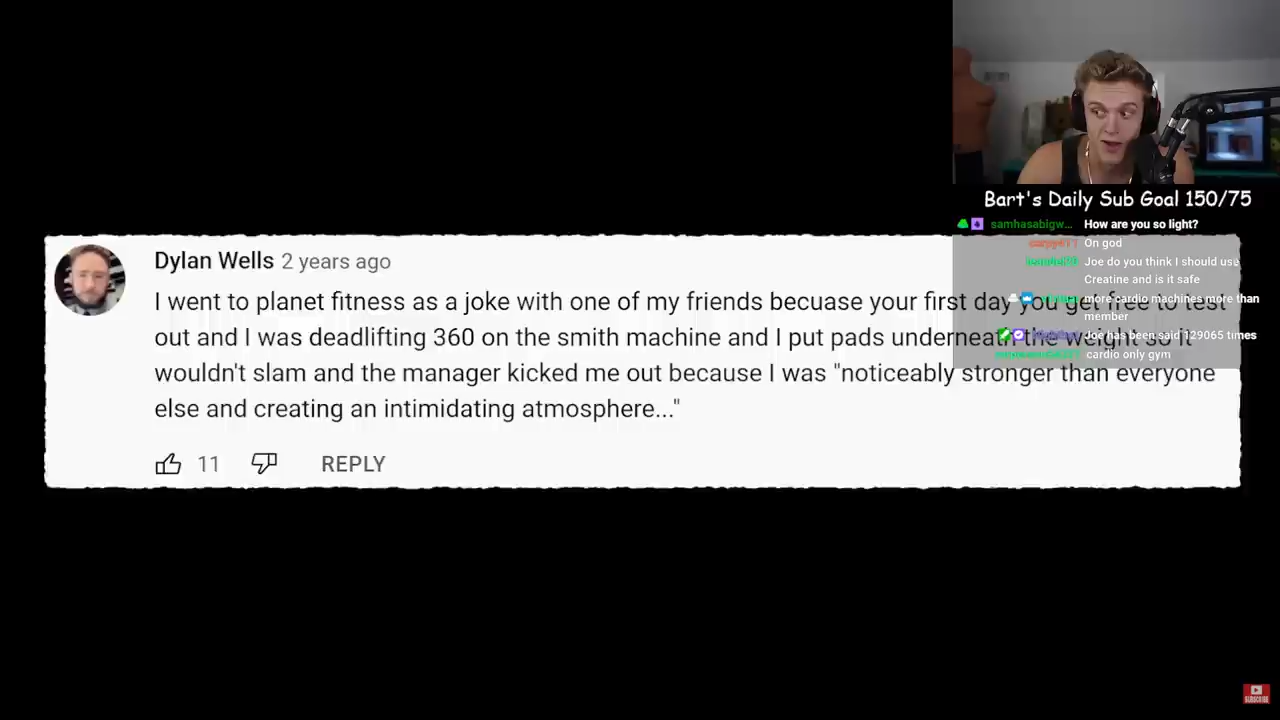 Bart's Daily Sub Goal 150/75
samhasabigw... How are you so light?
On god
Joe do you think I should use
Creatine and is it safe
more cardio machines more than
member
Joe has been said 129065 times
cardio only gym
Dylan Wells 2 years ago
I went to planet fitness as a joke with one of my friends becuase your first day you get free to test
out and I was deadlifting 360 on the smith machine and I put pads underneath the weight so it
wouldn't slam and the manager kicked me out because I was "noticeably stronger than everyone
else and creating an intimidating atmosphere..."
11 REPLY
SUBSCRIBE